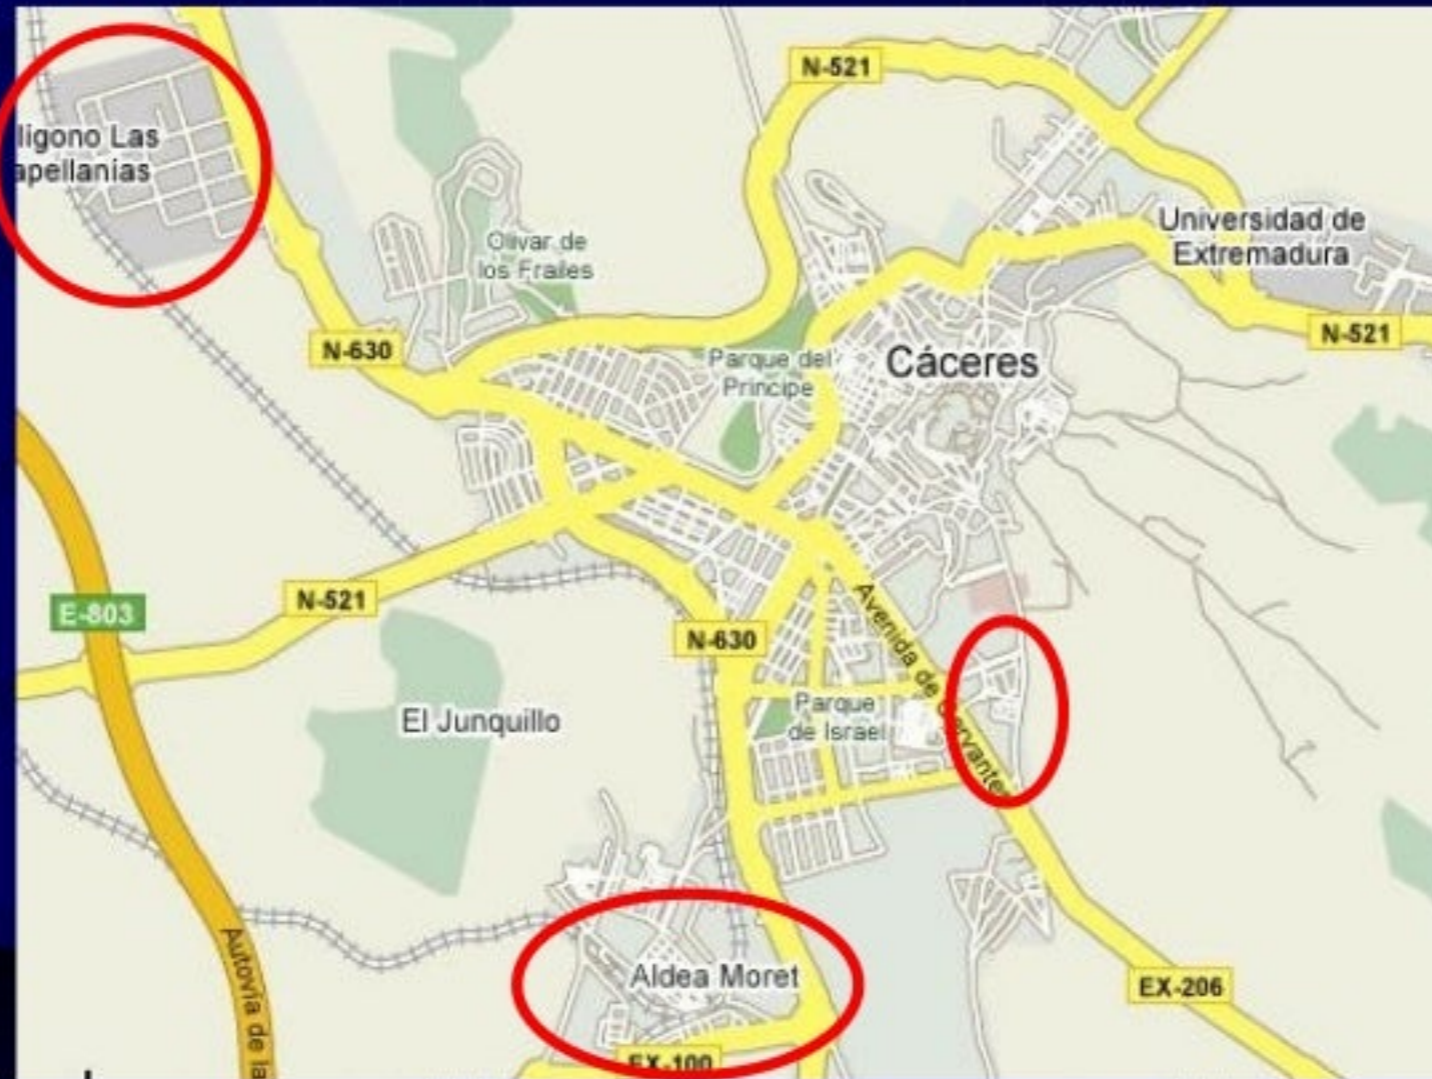 N-521
lígono Las
apellanías
Universidad de
Extremadura
Olivar de
los Frailes
N-521
N-630
Parque del
Príncipe
Cáceres
E-803
N-521
N-630
Avenida de Cervantes
El Junquillo
Parque
de Israel
Aldea Moret
EX-206
Autovía de la
EX-100